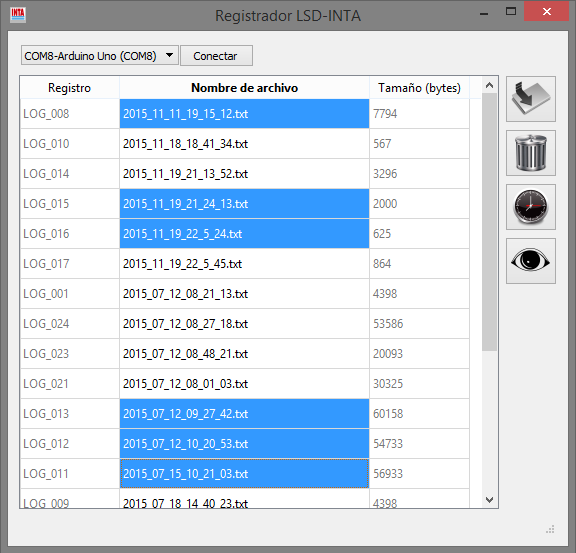 INTA
Registrador LSD-INTA
COM8-Arduino Uno (COM8) Conectar
Registro Nombre de archivo Tamaño (bytes)
LOG_008 2015_11_11_19_15_12.txt 7794
LOG_010 2015_11_18_18_41_34.txt 567
LOG_014 2015_11_19_21_13_52.txt 3296
LOG_015 2015_11_19_21_24_13.txt 2000
LOG_016 2015_11_19_22_5_24.txt 625
LOG_017 2015_11_19_22_5_45.txt 864
LOG_001 2015_07_12_08_21_13.txt 4398
LOG_024 2015_07_12_08_27_18.txt 53586
LOG_023 2015_07_12_08_48_21.txt 20093
LOG_021 2015_07_12_08_01_03.txt 30325
LOG_013 2015_07_12_09_27_42.txt 60158
LOG_012 2015_07_12_10_20_53.txt 54733
LOG_011 2015_07_15_10_21_03.txt 56933
LOG_009 2015_07_18_14_40_23.txt 4398